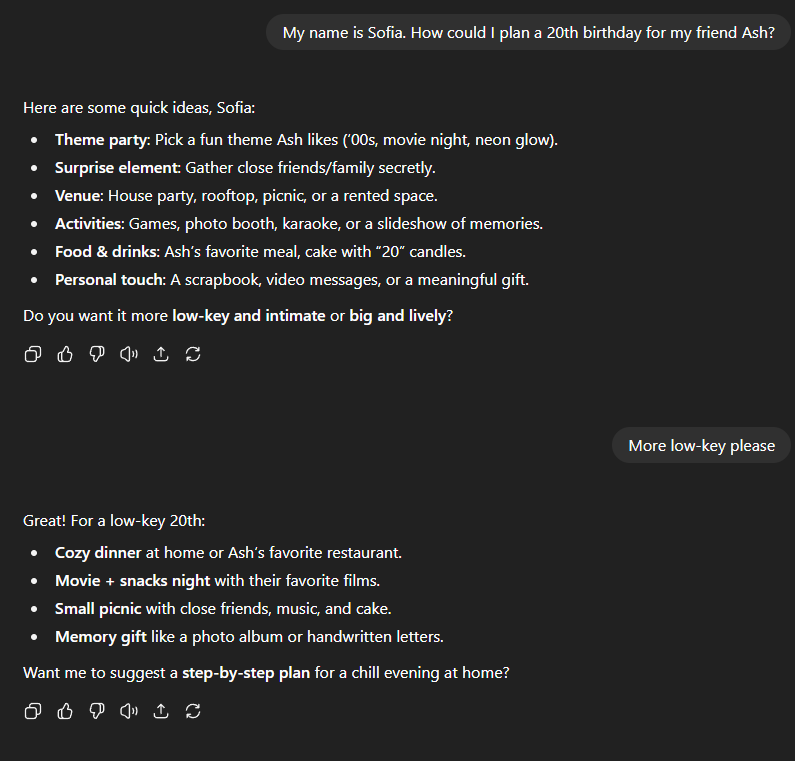 My name is Sofia. How could I plan a 20th birthday for my friend Ash?
Here are some quick ideas, Sofia:
• Theme party: Pick a fun theme Ash likes (’00s, movie night, neon glow).
• Surprise element: Gather close friends/family secretly.
• Venue: House party, rooftop, picnic, or a rented space.
• Activities: Games, photo booth, karaoke, or a slideshow of memories.
• Food & drinks: Ash’s favorite meal, cake with “20” candles.
• Personal touch: A scrapbook, video messages, or a meaningful gift.
Do you want it more low-key and intimate or big and lively?
More low-key please
Great! For a low-key 20th:
• Cozy dinner at home or Ash’s favorite restaurant.
• Movie + snacks night with their favorite films.
• Small picnic with close friends, music, and cake.
• Memory gift like a photo album or handwritten letters.
Want me to suggest a step-by-step plan for a chill evening at home?